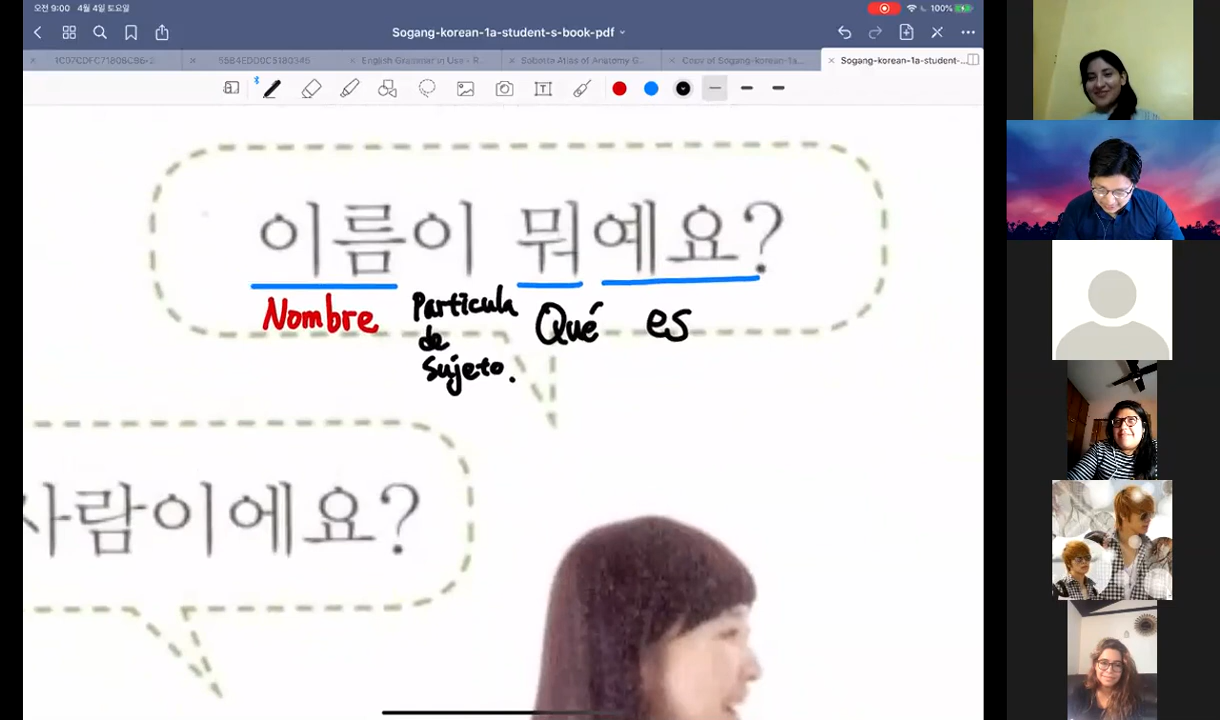 오전 9:00 4월 4일 토요일
100%
Sogang-korean-1a-student-s-book-pdf
English Grammar in Use - R...
Sobotta Atlas of Anatomy G...
Copy of Sogang-korean-1a...
Sogang-korean-1a-student-...
이름이 뭐예요?
Nombre
Particula
de
Sujeto.
Qué es
사람이에요?